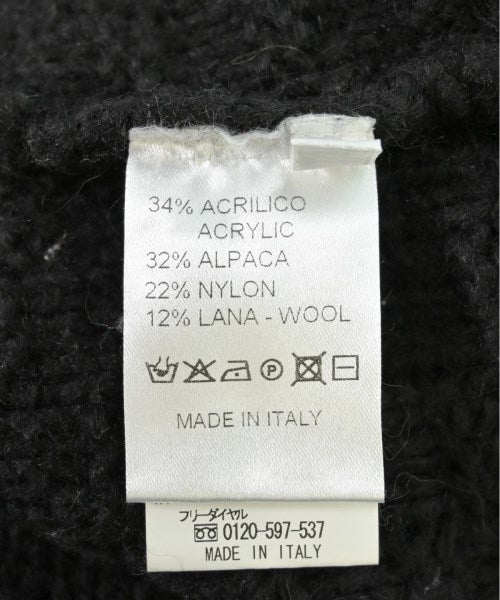 34% ACRILICO
ACRYLIC
32% ALPACA
22% NYLON
12% LANA - WOOL
P
MADE IN ITALY
フリーダイヤル
0120-597-537
MADE IN ITALY